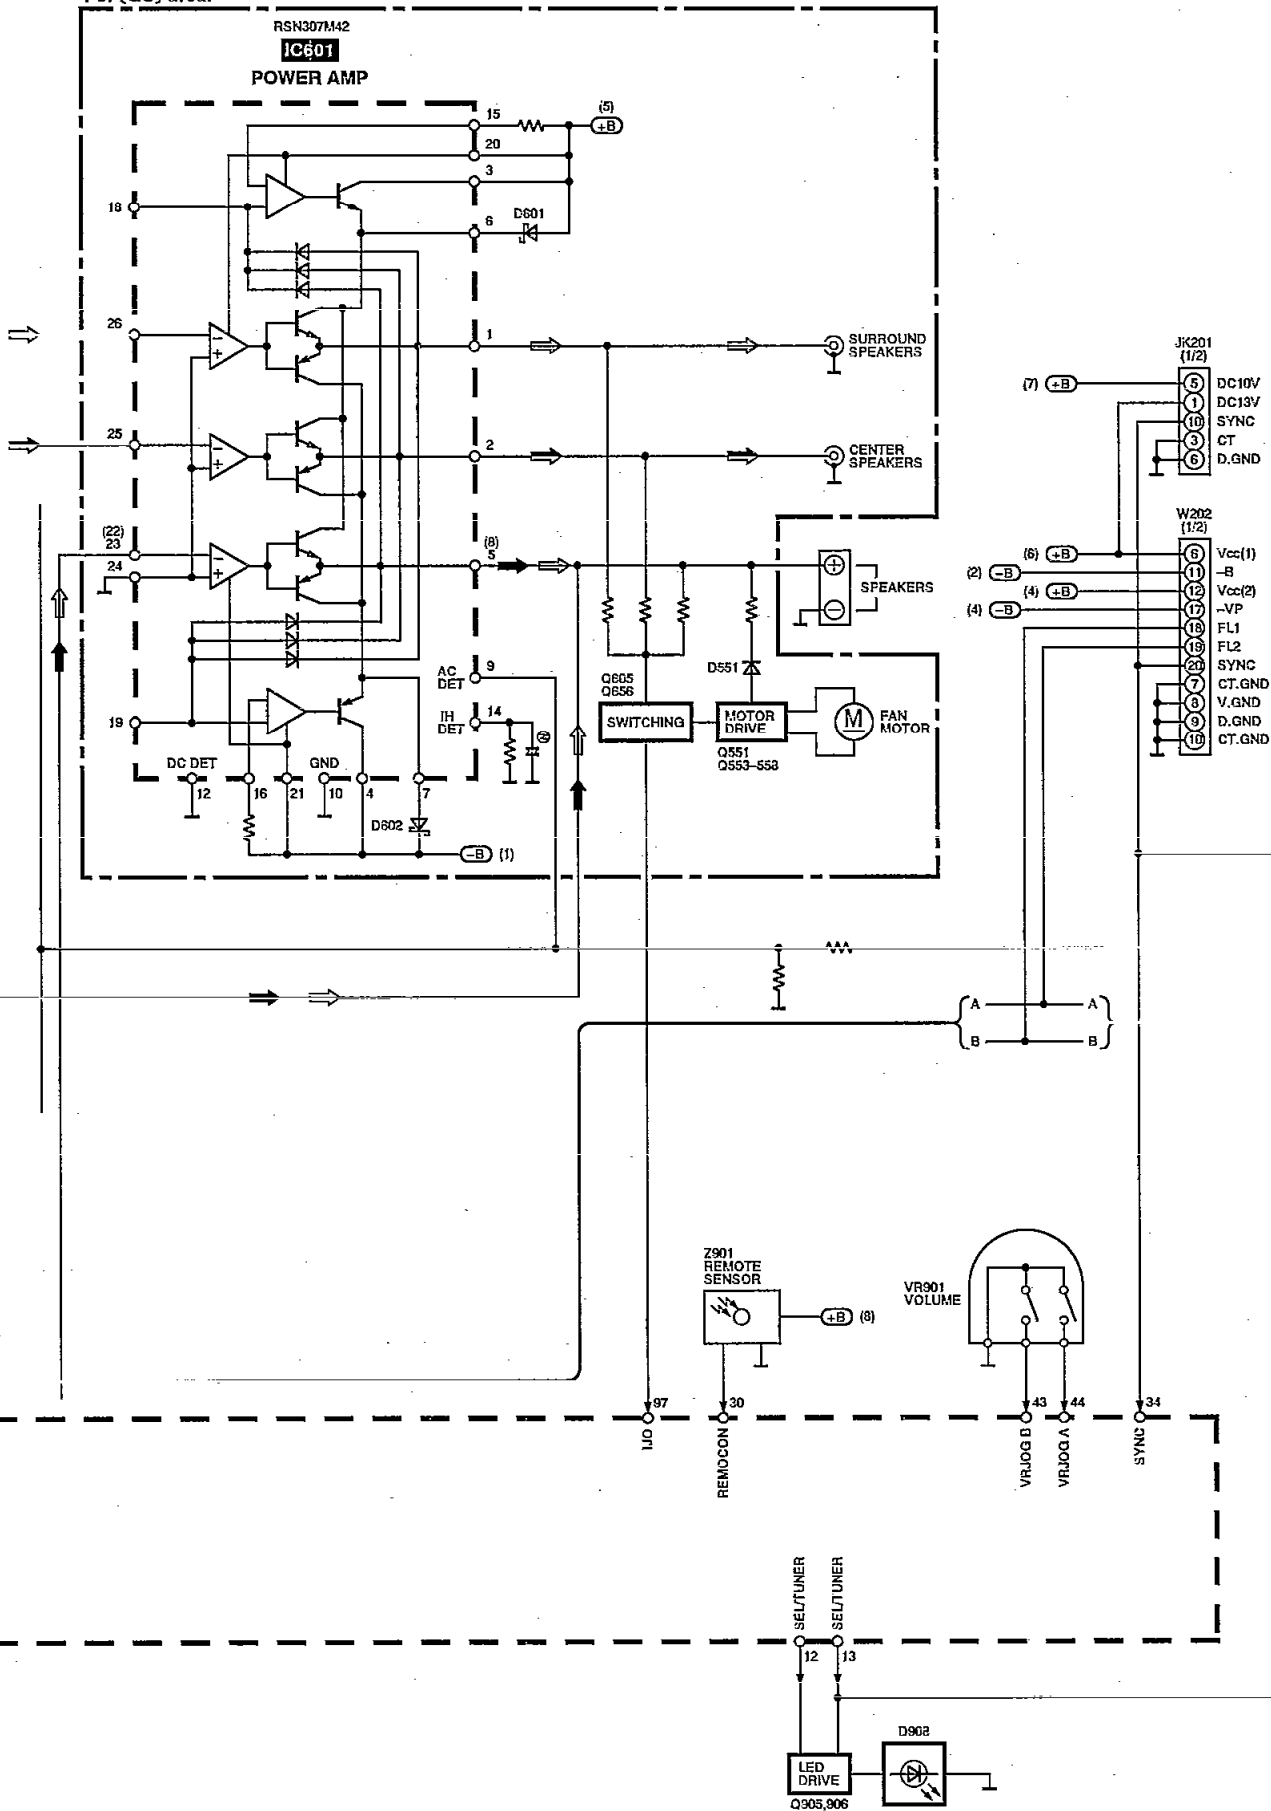 RSN307M42
IC601
POWER AMP
15
(5)
+B
20
3
18
6
D601
26
1
SURROUND
SPEAKERS
JK201
(1/2)
(7) +B
5 DC10V
1 DC13V
10 SYNC
3 CT
6 D.GND
25
2
CENTER
SPEAKERS
W202
(1/2)
(22)
23
24
(8)
5
SPEAKERS
(6) +B
6 Vcc(1)
(2) -B
11 -B
(4) +B
12 Vcc(2)
(4) -B
17 -VP
18 FL1
19 FL2
20 SYNC
7 CT.GND
8 V.GND
9 D.GND
10 CT.GND
AC
DET
9
Q605
Q656
D551
19
IH
DET
14
SWITCHING
MOTOR
DRIVE
M
FAN
MOTOR
Q551
Q553-558
DC DET
GND
12
16
21
10
4
7
D602
-B (1)
A
A
B
B
Z901
REMOTE
SENSOR
+B (8)
VR901
VOLUME
97
30
43
44
34
REMOCON
VRJOG B
VRJOG A
SYNC
SEL/TUNER
SEL/TUNER
12
13
LED
DRIVE
Q905,906